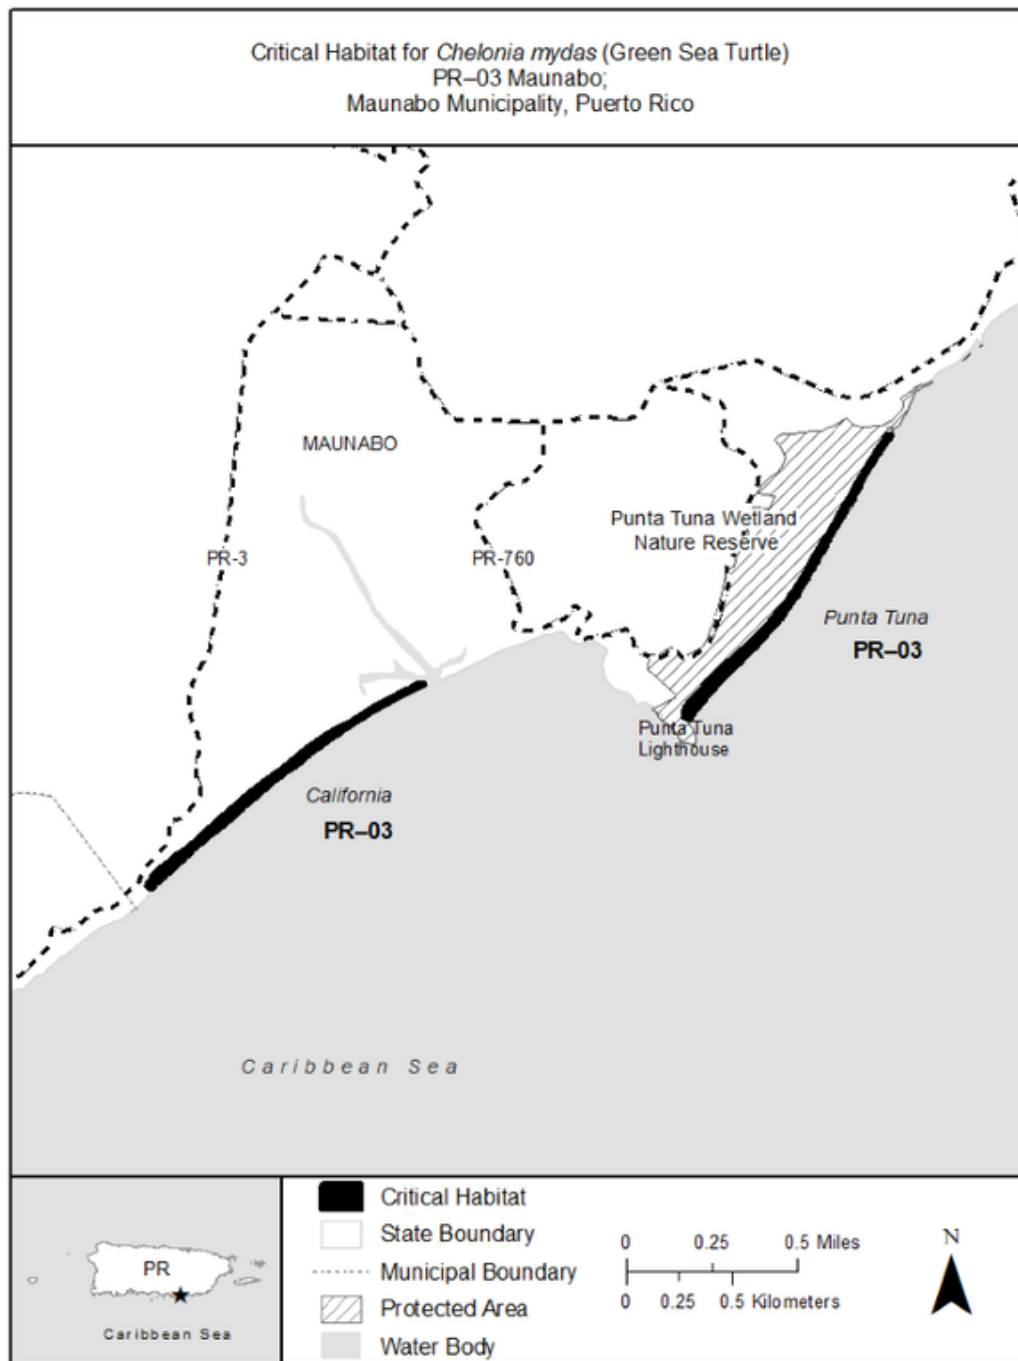 Critical Habitat for Chelonia mydas (Green Sea Turtle)
PR–03 Maunabo;
Maunabo Municipality, Puerto Rico
MAUNABO
Punta Tuna Wetland
Nature Reserve
PR-3
PR-760
Punta Tuna
PR–03
Punta Tuna
Lighthouse
California
PR–03
Caribbean Sea
PR
Caribbean Sea
Critical Habitat
State Boundary
Municipal Boundary
Protected Area
Water Body
0 0.25 0.5 Miles
0 0.25 0.5 Kilometers
N